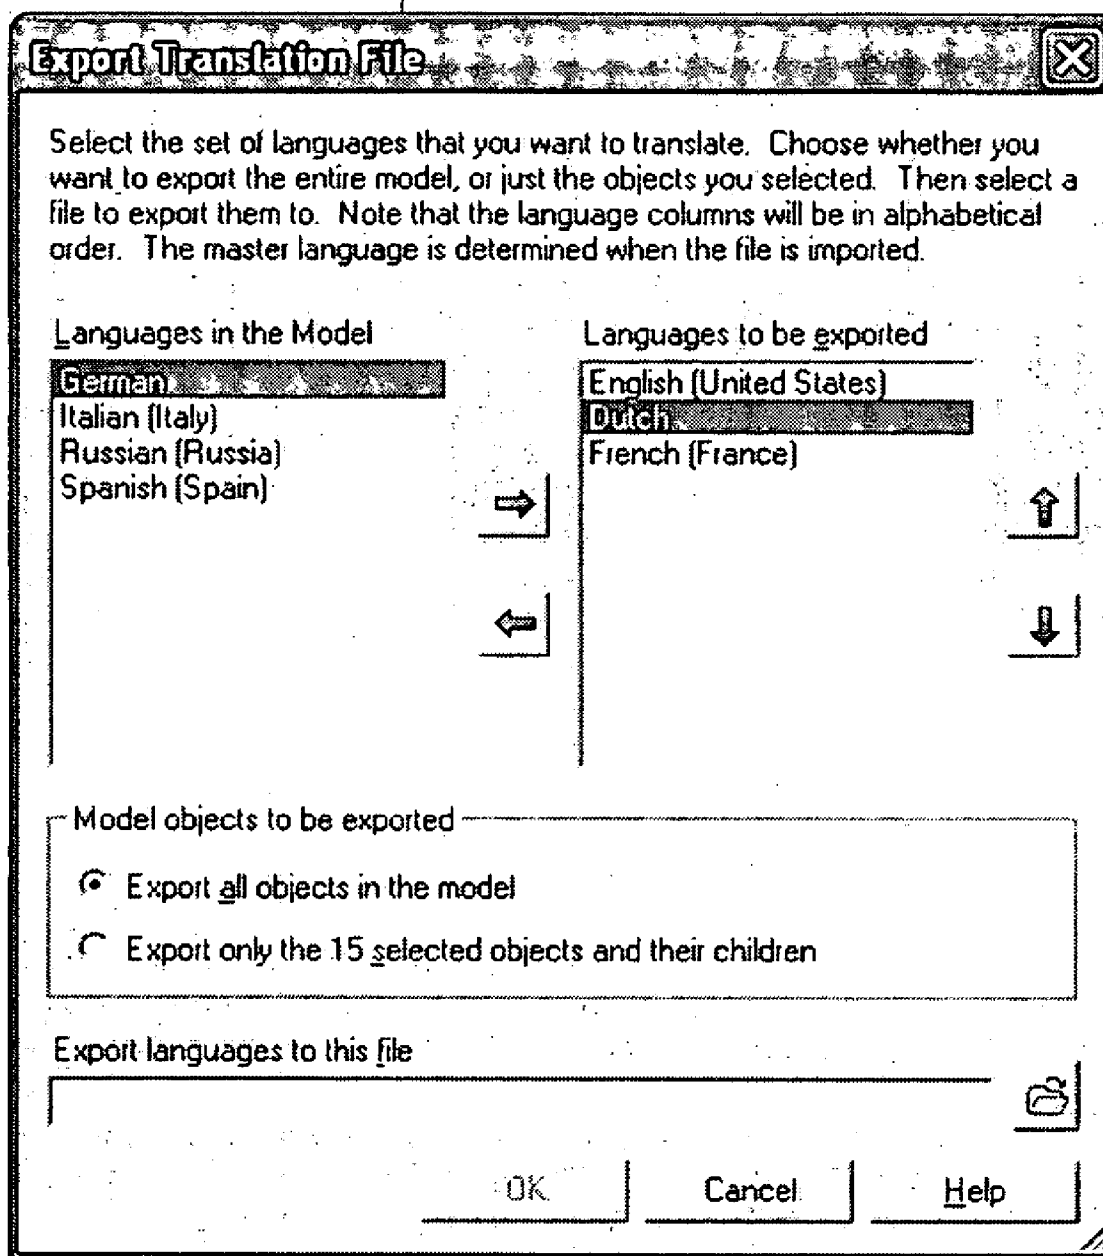 Export Translation File
Select the set of languages that you want to translate. Choose whether you
want to export the entire model, or just the objects you selected. Then select a
file to export them to. Note that the language columns will be in alphabetical
order. The master language is determined when the file is imported.
Languages in the Model
German
Italian (Italy)
Russian (Russia)
Spanish (Spain)
Languages to be exported
English (United States)
Dutch
French (France)
Model objects to be exported
Export all objects in the model
Export only the 15 selected objects and their children
Export languages to this file
OK
Cancel
Help